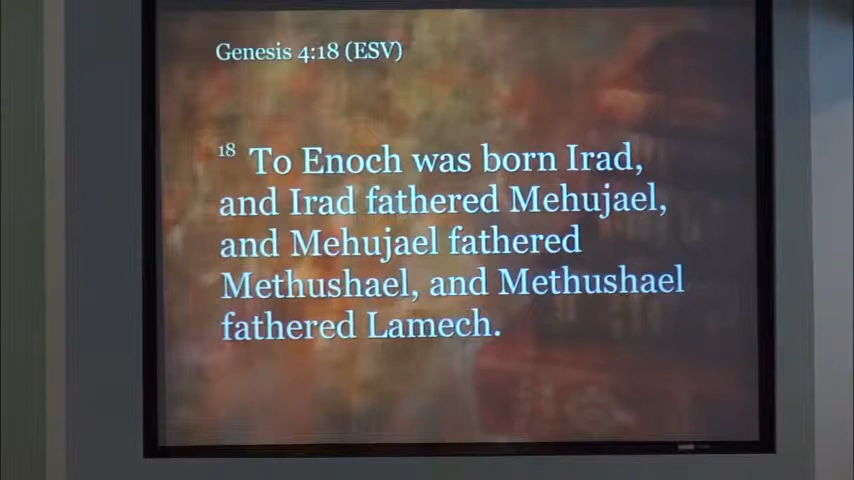 Genesis 4:18 (ESV)
18 To Enoch was born Irad,
and Irad fathered Mehujael,
and Mehujael fathered
Methushael, and Methushael
fathered Lamech.